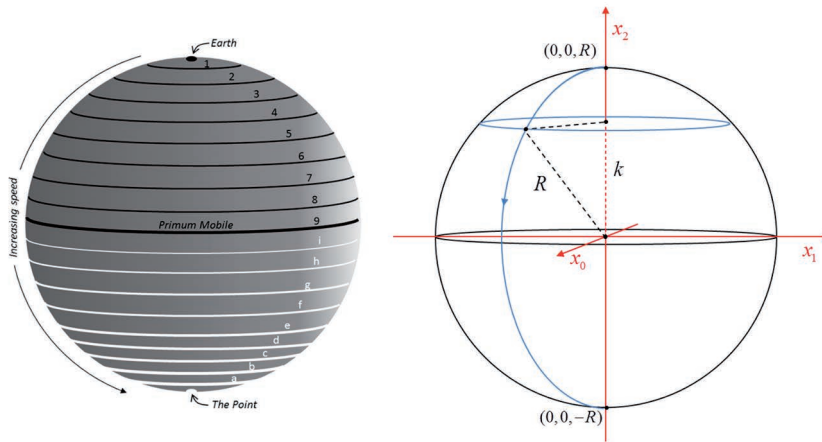 Earth
1
2
3
4
5
6
7
8
Primum Mobile 9
i
h
g
f
e
d
c
b
a
The Point
Increasing speed
x₂
(0,0,R)
R
k
x₀
x₁
(0,0,−R)